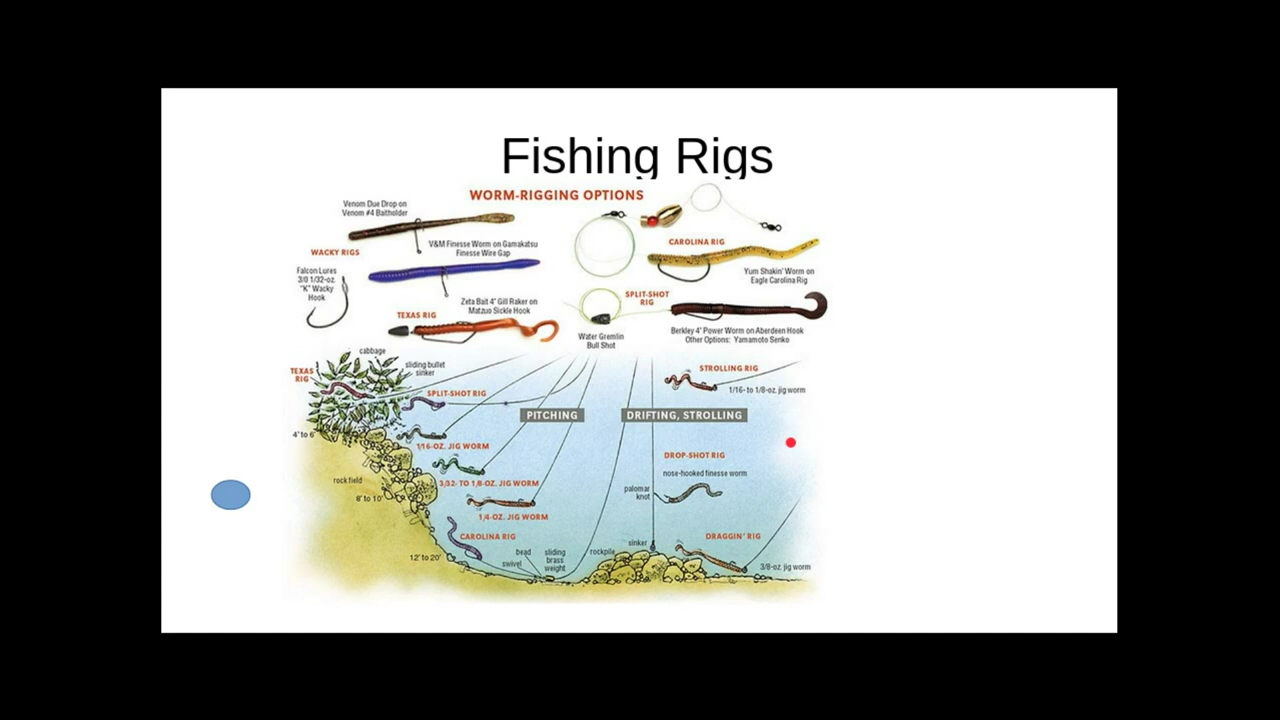 Fishing Rigs
WORM-RIGGING OPTIONS
Venom Due Drop on
Venom #4 Baitholder
WACKY RIGS
V&M Finesse Worm on Gamakatsu
Finesse Wire Gap
Falcon Lures
3/0 1/32-oz.
"K" Wacky
Hook
TEXAS RIG
Zeta Bait 4" Gill Raker on
Matzuo Sickle Hook
CAROLINA RIG
Yum Shakin' Worm on
Eagle Carolina Rig
SPLIT-SHOT
RIG
Water Gremlin
Bull Shot
Berkley 4" Power Worm on Aberdeen Hook
Other Options: Yamamoto Senko
cabbage
TEXAS
RIG
sliding bullet
sinker
SPLIT-SHOT RIG
PITCHING
DRIFTING, STROLLING
STROLLING RIG
1/16- to 1/8-oz. jig worm
4' to 6'
1/16-OZ. JIG WORM
rock field
8' to 10'
3/32- TO 1/8-OZ. JIG WORM
1/4-OZ. JIG WORM
DROP-SHOT RIG
nose-hooked finesse worm
palomar
knot
CAROLINA RIG
12' to 20'
bead
swivel
sliding
brass
weight
rockpile
sinker
DRAGGIN' RIG
3/8-oz. jig worm